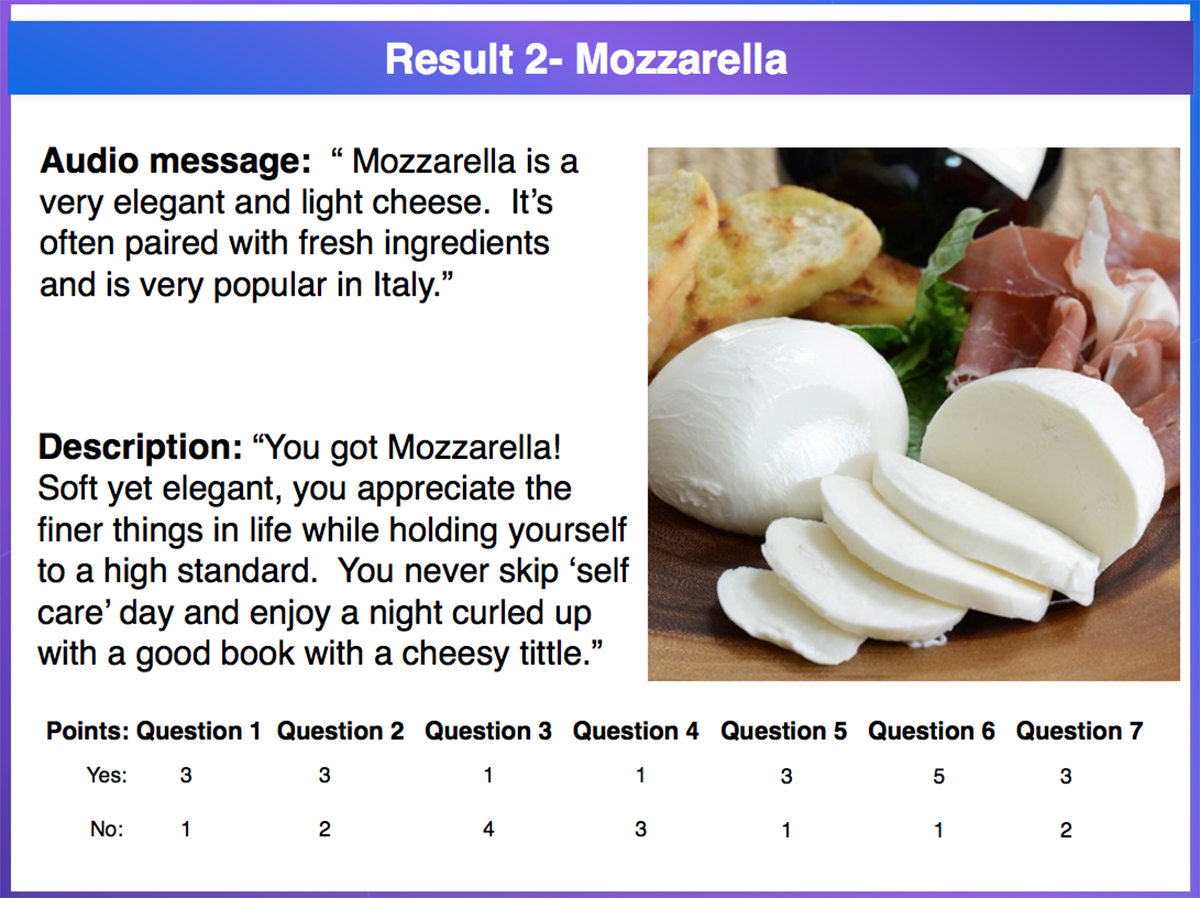 Result 2- Mozzarella
Audio message:  “ Mozzarella is a
very elegant and light cheese.  It’s
often paired with fresh ingredients
and is very popular in Italy.”
Description: “You got Mozzarella!
Soft yet elegant, you appreciate the
finer things in life while holding yourself
to a high standard.  You never skip ‘self
care’ day and enjoy a night curled up
with a good book with a cheesy tittle.”
Points: Question 1 Question 2 Question 3 Question 4 Question 5 Question 6 Question 7
Yes: 3 3 1 1 3 5 3
No: 1 2 4 3 1 1 2